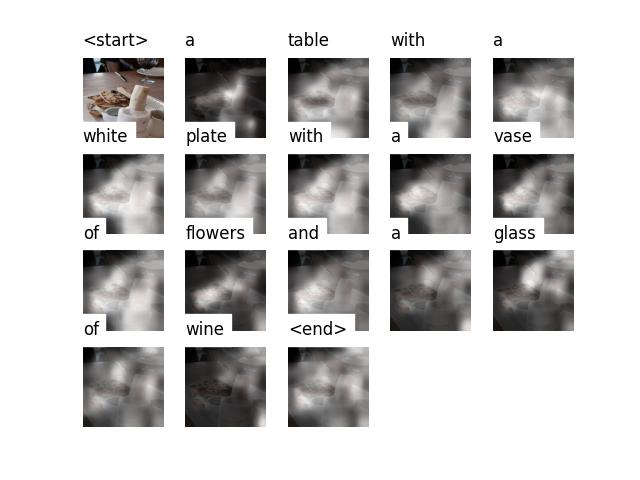 <start> a table with a
white plate with a vase
of flowers and a glass
of wine <end>